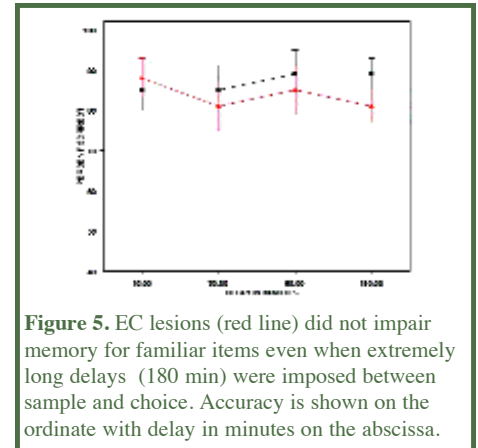 100
90
Figure 5. EC lesions (red line) did not impair
memory for familiar items even when extremely
long delays (180 min) were imposed between
sample and choice. Accuracy is shown on the
ordinate with delay in minutes on the abscissa.